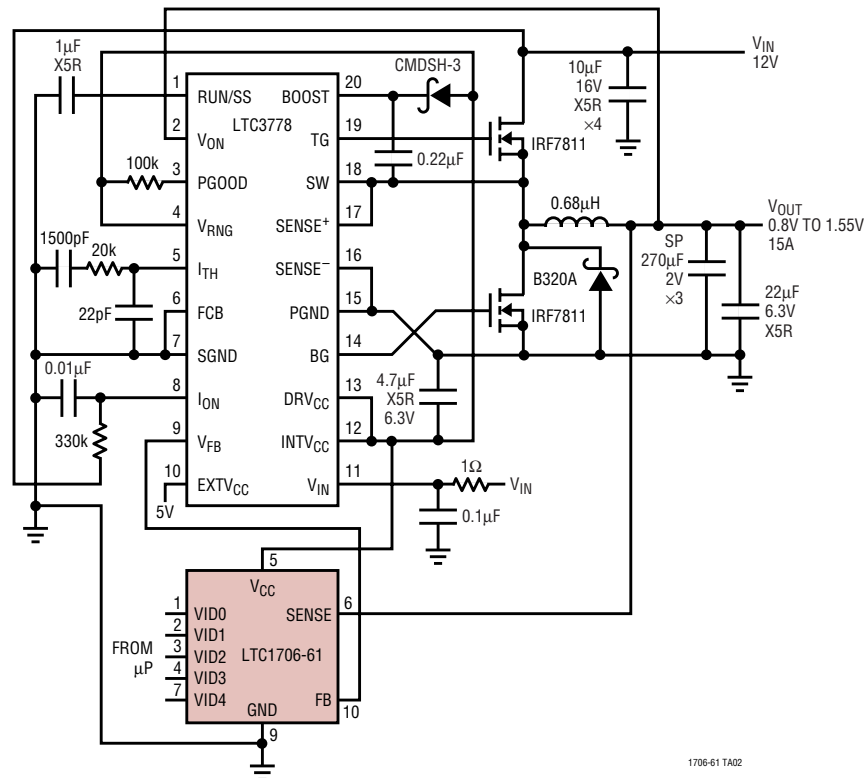 1µF
X5R
1
RUN/SS
2
VON
100k
3
PGOOD
4
VRNG
1500pF
20k
5
ITH
22pF
6
FCB
7
SGND
0.01µF
8
ION
330k
9
VFB
10
EXTVCC
5V
LTC3778
BOOST
20
TG
19
SW
18
SENSE+
17
SENSE−
16
PGND
15
BG
14
DRVCC
13
INTVCC
12
VIN
11
CMDSH-3
0.22µF
IRF7811
VIN
12V
10µF
16V
X5R
×4
0.68µH
VOUT
0.8V TO 1.55V
15A
B320A
IRF7811
SP
270µF
2V
×3
22µF
6.3V
X5R
4.7µF
X5R
6.3V
1Ω
VIN
0.1µF
5
VCC
FROM
µP
1
VID0
2
VID1
3
VID2
4
VID3
7
VID4
LTC1706-61
SENSE
6
FB
10
GND
9
1706-61 TA02